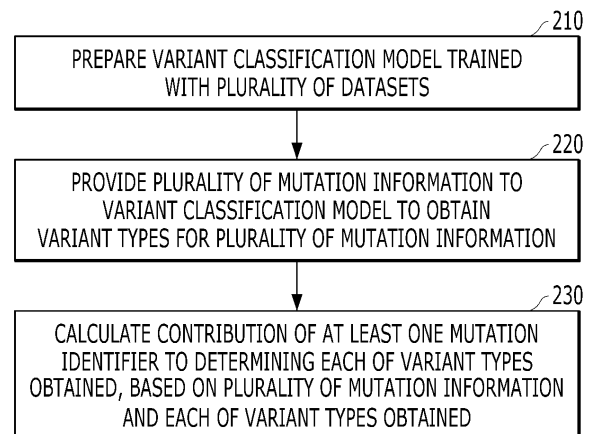 210
PREPARE VARIANT CLASSIFICATION MODEL TRAINED
WITH PLURALITY OF DATASETS
220
PROVIDE PLURALITY OF MUTATION INFORMATION TO
VARIANT CLASSIFICATION MODEL TO OBTAIN
VARIANT TYPES FOR PLURALITY OF MUTATION INFORMATION
230
CALCULATE CONTRIBUTION OF AT LEAST ONE MUTATION
IDENTIFIER TO DETERMINING EACH OF VARIANT TYPES
OBTAINED, BASED ON PLURALITY OF MUTATION INFORMATION
AND EACH OF VARIANT TYPES OBTAINED